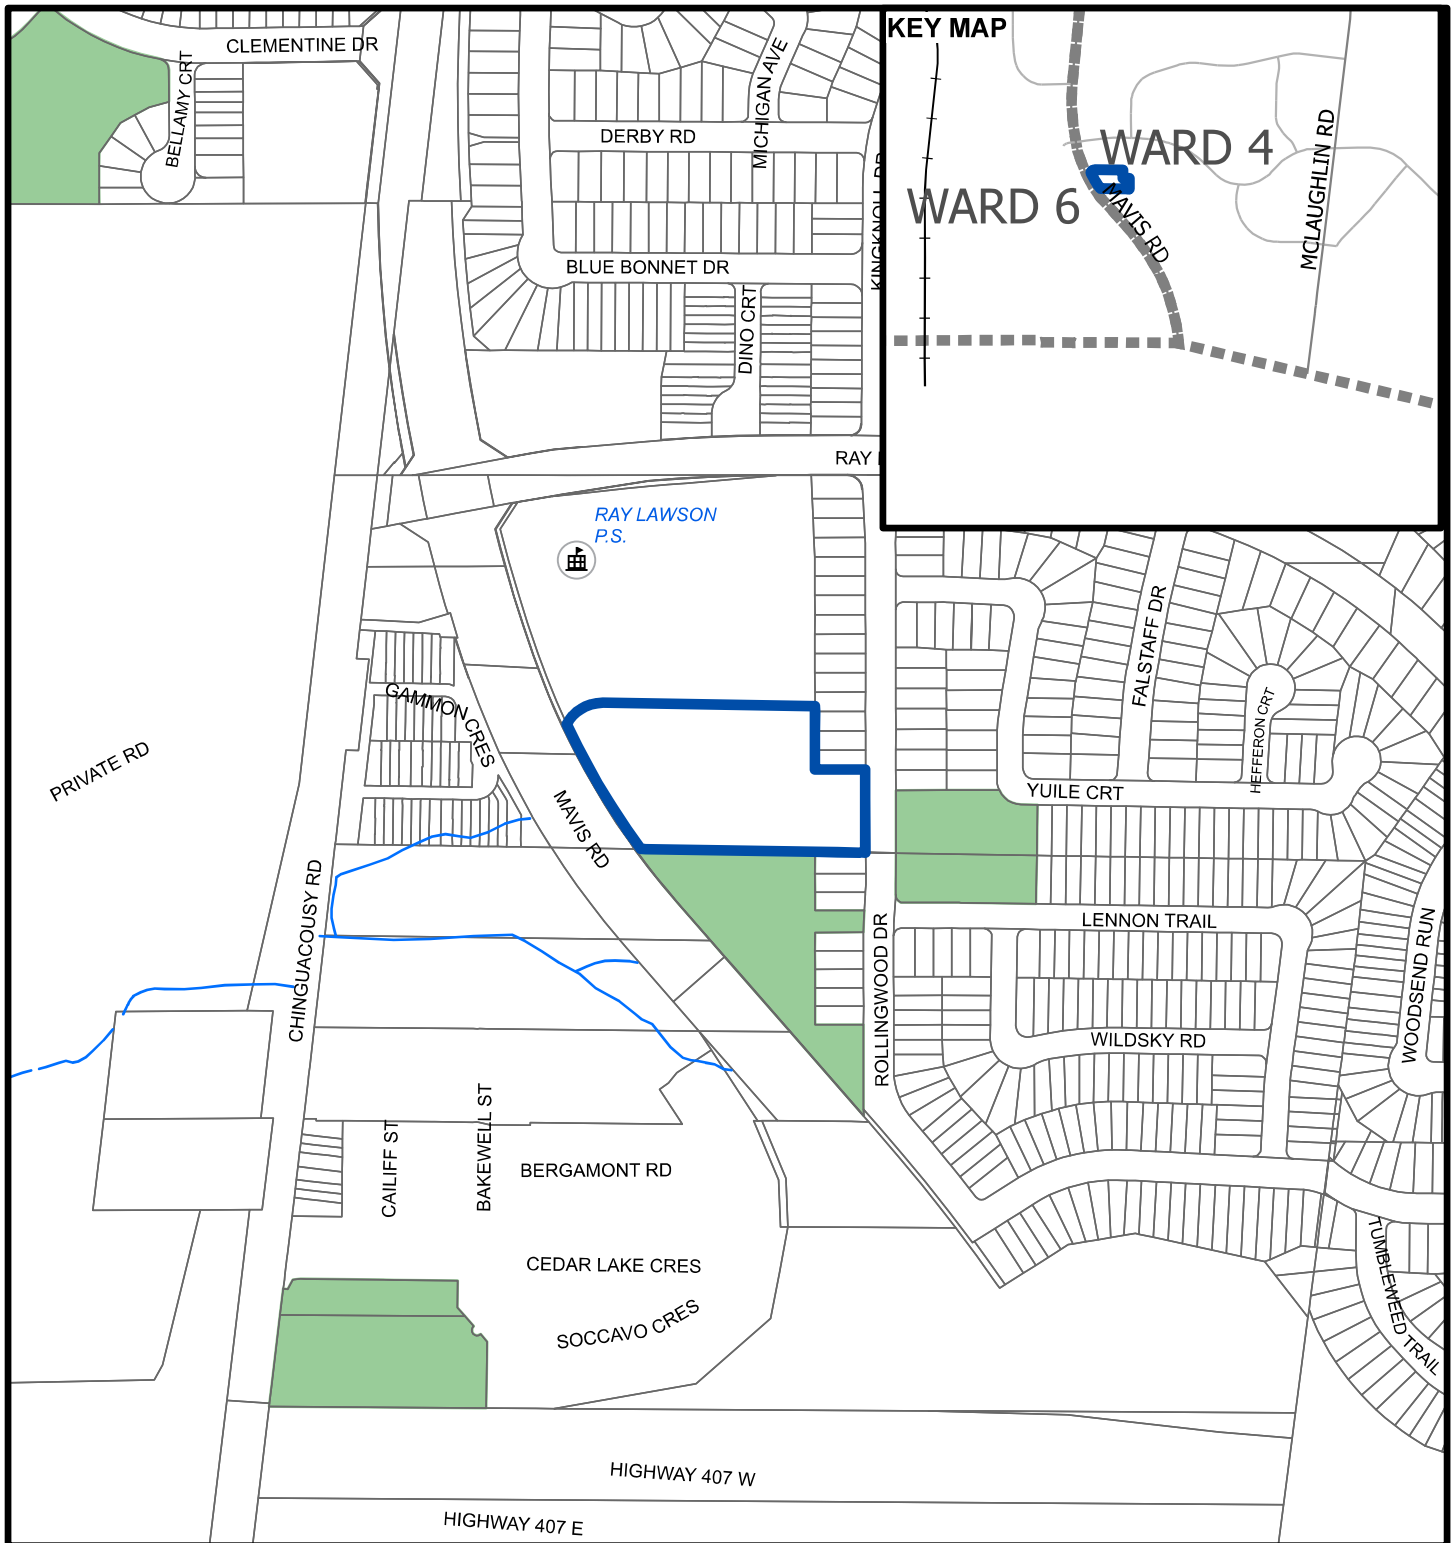 CLEMENTINE DR
BELLAMY CRT
MICHIGAN AVE
DERBY RD
KINGKNOLL DR
BLUE BONNET DR
DINO CRT
RAY
KEY MAP
WARD 4
WARD 6
MAVIS RD
MCLAUGHLIN RD
RAY LAWSON
P.S.
FALSTAFF DR
HEFFERON CRT
GAMMON CRES
PRIVATE RD
MAVIS RD
YUILE CRT
CHINGUACOUSY RD
ROLLINGWOOD DR
LENNON TRAIL
WOODSEND RUN
WILDSKY RD
CAILIFF ST
BAKEWELL ST
BERGAMONT RD
CEDAR LAKE CRES
SOCCAVO CRES
TUMBLEWEED TRAIL
HIGHWAY 407 W
HIGHWAY 407 E